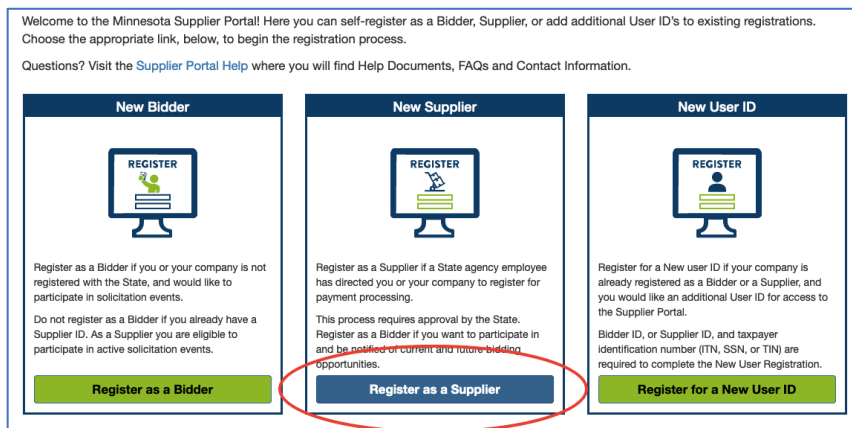 Welcome to the Minnesota Supplier Portal! Here you can self-register as a Bidder, Supplier, or add additional User ID's to existing registrations.
Choose the appropriate link, below, to begin the registration process.
Questions? Visit the Supplier Portal Help where you will find Help Documents, FAQs and Contact Information.
New Bidder
REGISTER
Register as a Bidder if you or your company is not
registered with the State, and would like to
participate in solicitation events.
Do not register as a Bidder if you already have a
Supplier ID. As a Supplier you are eligible to
participate in active solicitation events.
Register as a Bidder
New Supplier
REGISTER
Register as a Supplier if a State agency employee
has directed you or your company to register for
payment processing.
This process requires approval by the State.
Register as a Bidder if you want to participate in
and be notified of current and future bidding
opportunities.
Register as a Supplier
New User ID
REGISTER
Register for a New user ID if your company is
already registered as a Bidder or a Supplier, and
you would like an additional User ID for access to
the Supplier Portal.
Bidder ID, or Supplier ID, and taxpayer
identification number (ITN, SSN, or TIN) are
required to complete the New User Registration.
Register for a New User ID